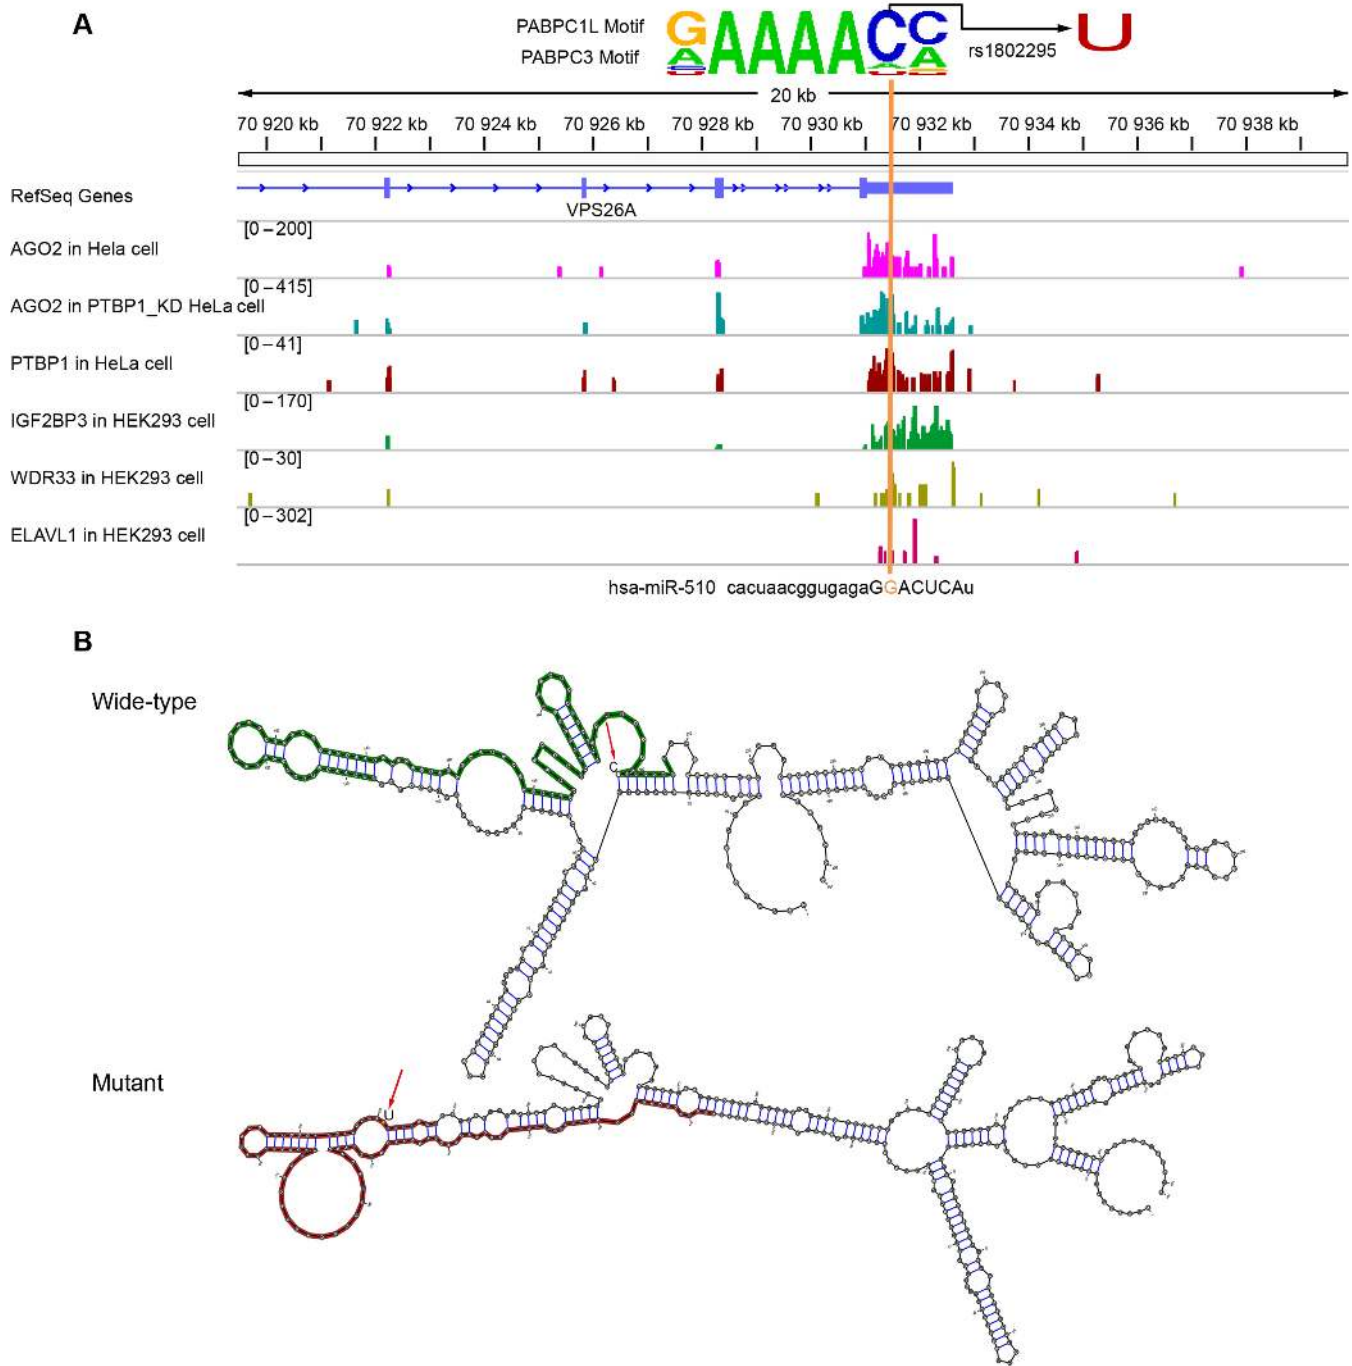 A
PABPC1L Motif
PABPC3 Motif
GAAAACC
A A A
rs1802295
U
20 kb
70 920 kb 70 922 kb 70 924 kb 70 926 kb 70 928 kb 70 930 kb 70 932 kb 70 934 kb 70 936 kb 70 938 kb
RefSeq Genes
VPS26A
[0–200]
AGO2 in Hela cell
[0–415]
AGO2 in PTBP1_KD HeLa cell
[0–41]
PTBP1 in HeLa cell
[0–170]
IGF2BP3 in HEK293 cell
[0–30]
WDR33 in HEK293 cell
[0–302]
ELAVL1 in HEK293 cell
hsa-miR-510 cacuaacggugagaGGACUCAu
B
Wide-type
C
Mutant
U